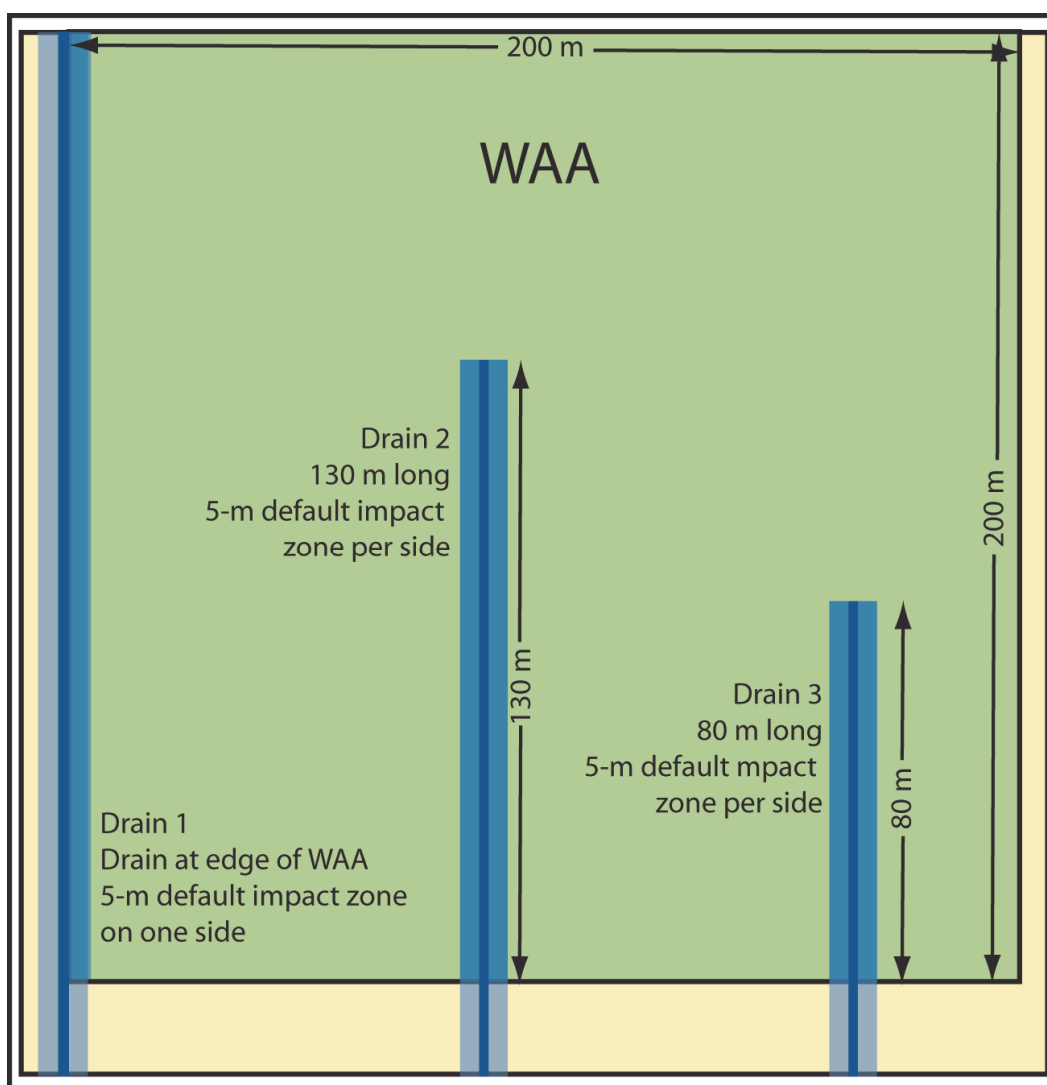 200 m
WAA
Drain 2
130 m long
5-m default impact
zone per side
200 m
130 m
Drain 3
80 m long
5-m default mpact
zone per side
80 m
Drain 1
Drain at edge of WAA
5-m default impact zone
on one side